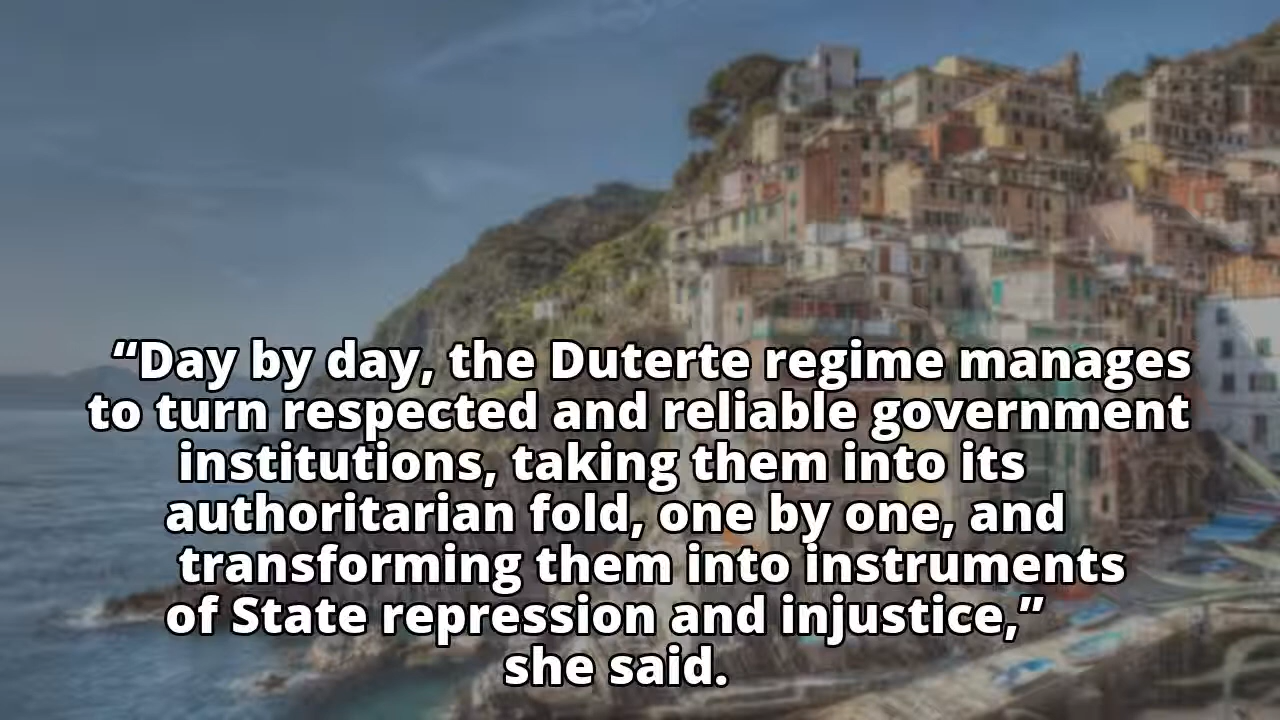 “Day by day, the Duterte regime manages
to turn respected and reliable government
institutions, taking them into its
authoritarian fold, one by one, and
transforming them into instruments
of State repression and injustice,”
she said.